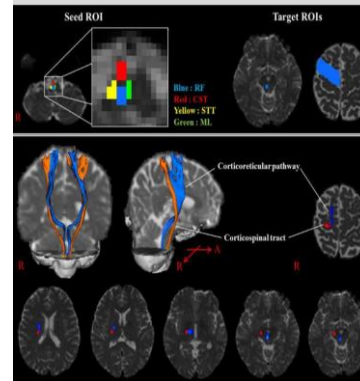 Seed ROI
Target ROIs
Blue : RF
Red : CST
Yellow : STT
Green : ML
R
Corticoreticular pathway
Corticospinal tract
R
R
A
R